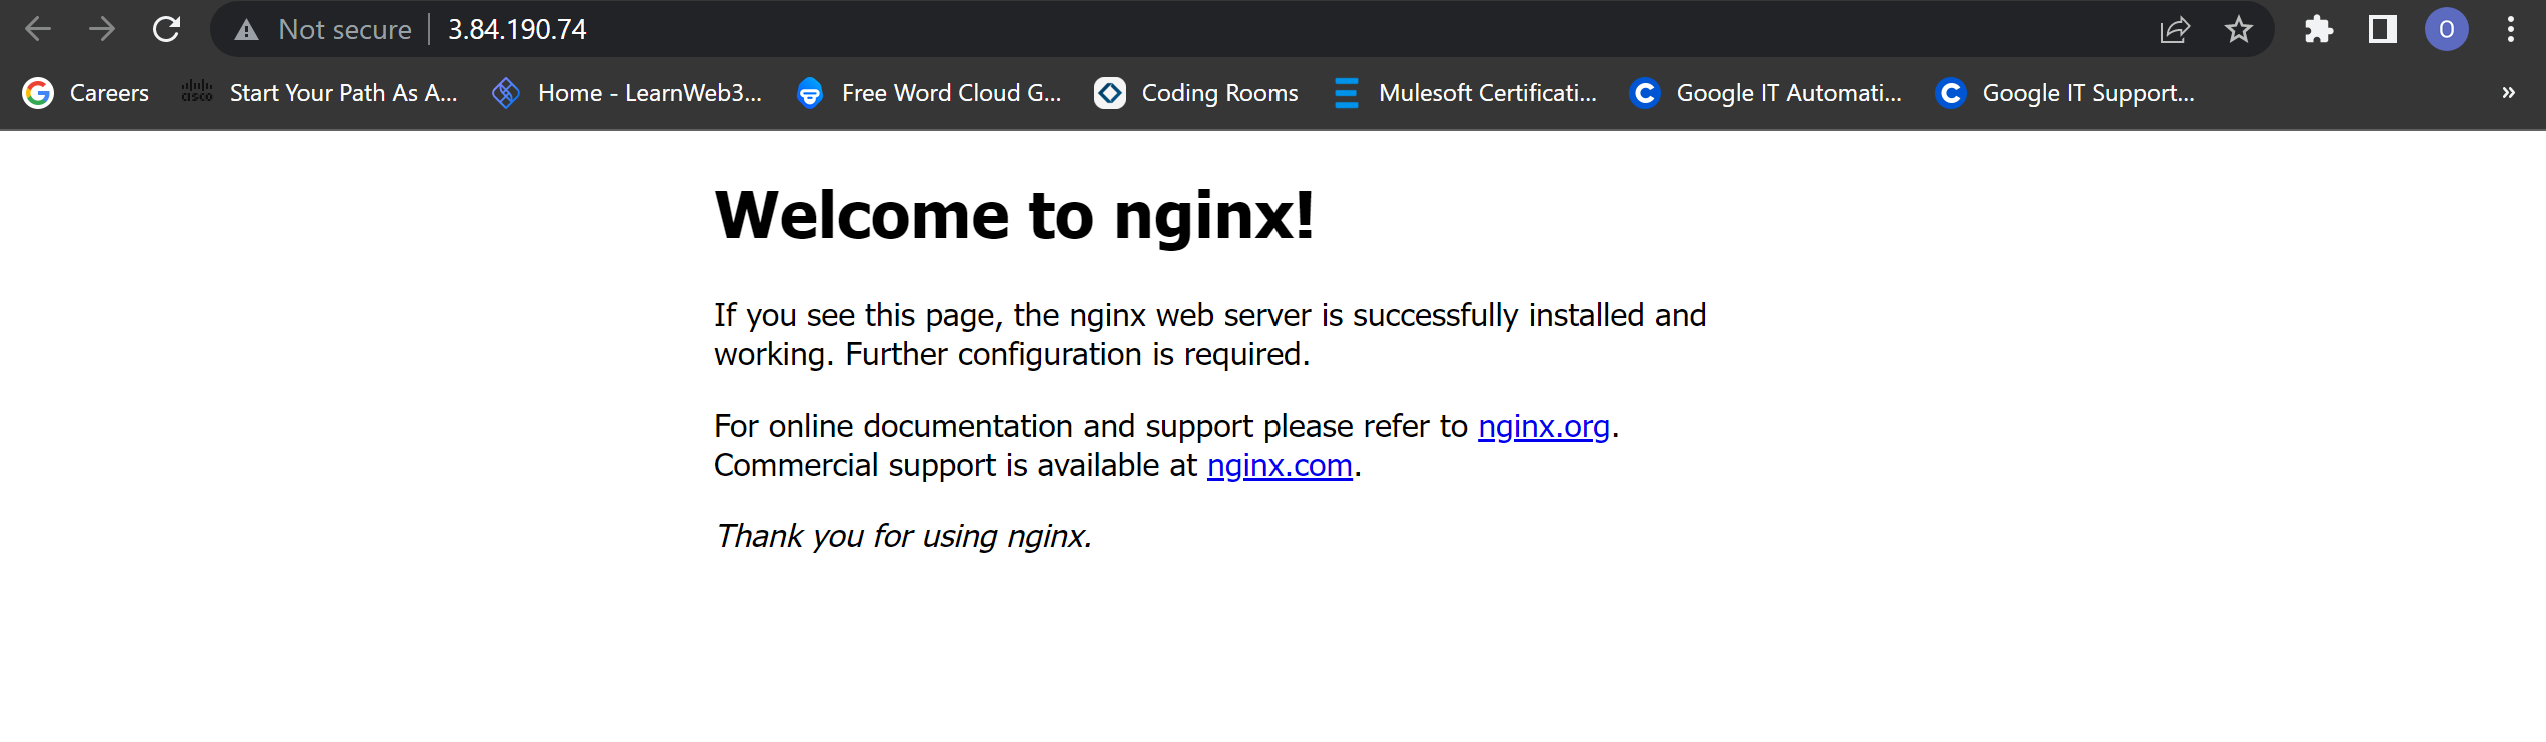 Not secure | 3.84.190.74 O
Careers CISCO Start Your Path As A... Home - LearnWeb3... Free Word Cloud G... Coding Rooms Mulesoft Certificati... Google IT Automati... Google IT Support... »
Welcome to nginx!
If you see this page, the nginx web server is successfully installed and
working. Further configuration is required.
For online documentation and support please refer to nginx.org.
Commercial support is available at nginx.com.
Thank you for using nginx.